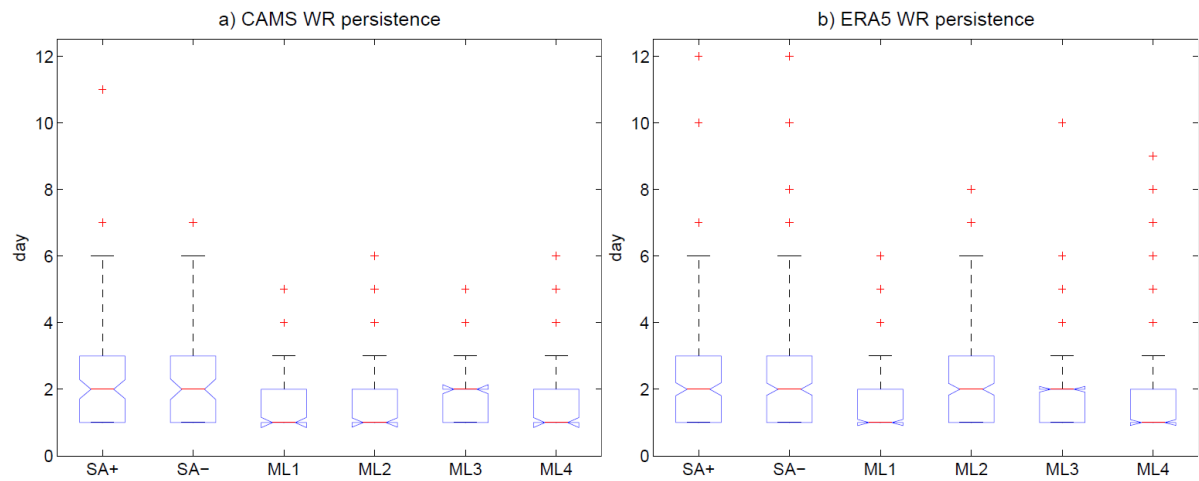 a) CAMS WR persistence
day
12
10
8
6
4
2
0
SA+ SA− ML1 ML2 ML3 ML4
b) ERA5 WR persistence
day
12
10
8
6
4
2
0
SA+ SA− ML1 ML2 ML3 ML4